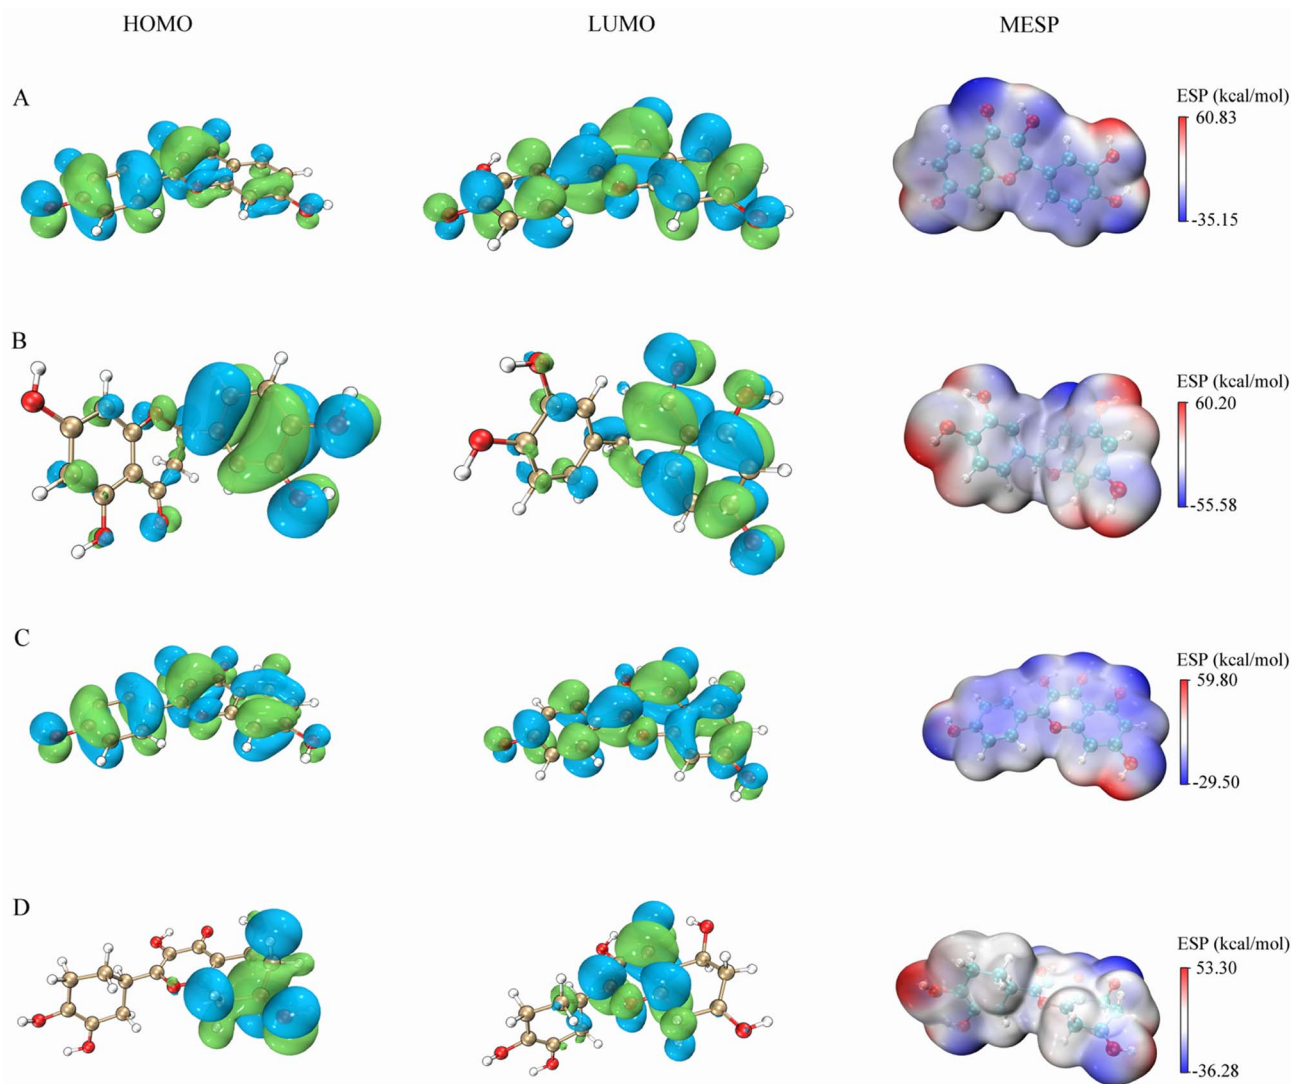 HOMO LUMO MESP
A
ESP (kcal/mol)
60.83
-35.15
B
ESP (kcal/mol)
60.20
-55.58
C
ESP (kcal/mol)
59.80
-29.50
D
ESP (kcal/mol)
53.30
-36.28